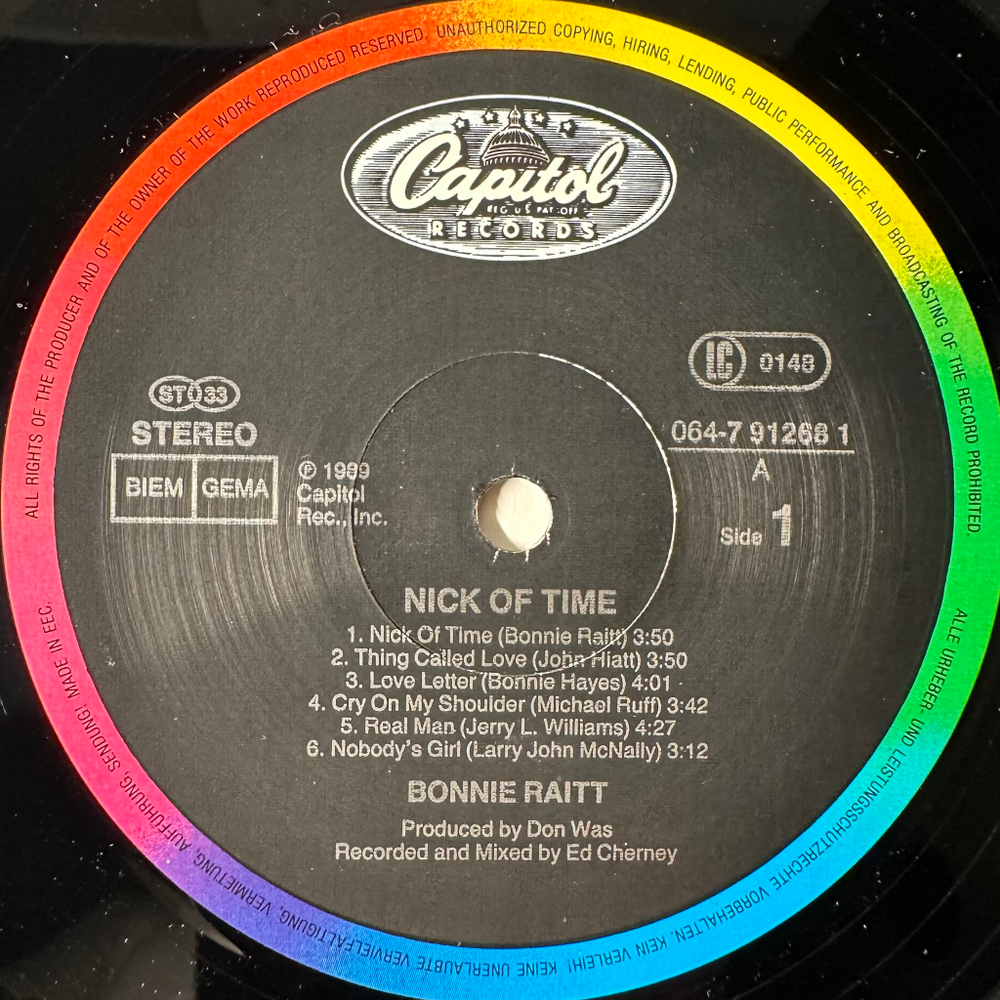 ALL RIGHTS OF THE PRODUCER AND OF THE OWNER OF THE WORK REPRODUCED RESERVED. UNAUTHORIZED COPYING, HIRING, LENDING, PUBLIC PERFORMANCE AND BROADCASTING OF THE RECORD PROHIBITED.
Capitol
REG. U.S. PAT. OFF.
RECORDS
LC 0148
ST 33
STEREO
BIEM GEMA
℗ 1989
Capitol
Rec., Inc.
064-7 91268 1
A
Side 1
NICK OF TIME
1. Nick Of Time (Bonnie Raitt) 3:50
2. Thing Called Love (John Hiatt) 3:50
3. Love Letter (Bonnie Hayes) 4:01
4. Cry On My Shoulder (Michael Ruff) 3:42
5. Real Man (Jerry L. Williams) 4:27
6. Nobody's Girl (Larry John McNally) 3:12
BONNIE RAITT
Produced by Don Was
Recorded and Mixed by Ed Cherney
ALLE URHEBER- UND LEISTUNGSSCHUTZRECHTE VORBEHALTEN. KEIN VERLEIH! KEINE UNERLAUBTE VERVIELFÄLTIGUNG, VERMIETUNG, AUFFÜHRUNG, SENDUNG! MADE IN EEC.